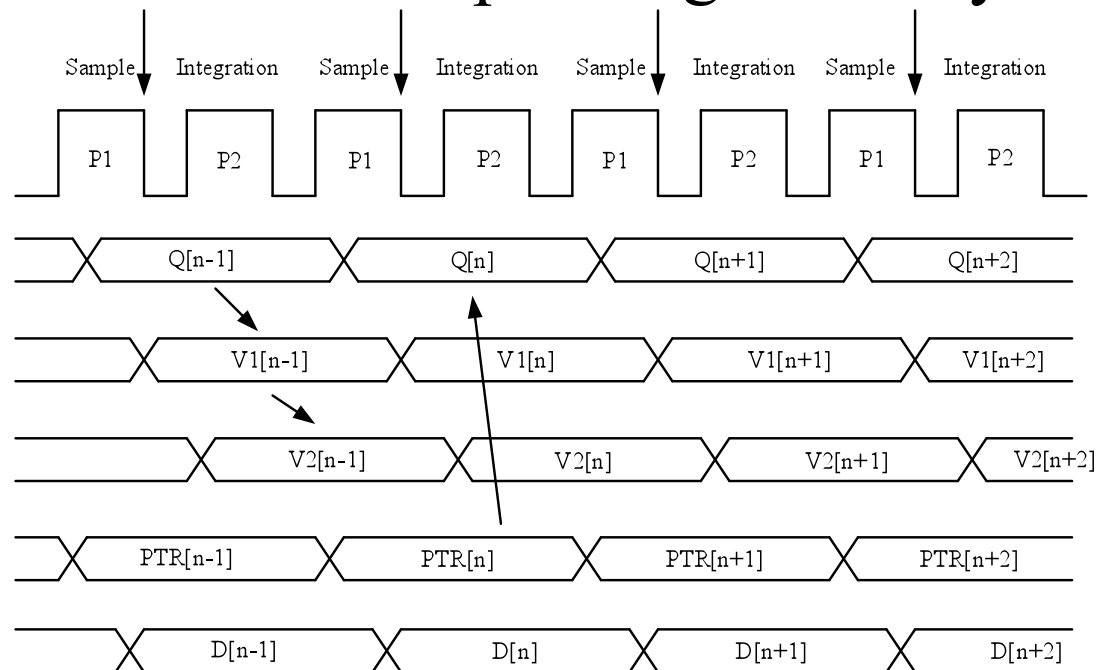 Sample Integration Sample Integration Sample Integration Sample Integration
P1 P2 P1 P2 P1 P2 P1 P2
Q[n-1] Q[n] Q[n+1] Q[n+2]
V1[n-1] V1[n] V1[n+1] V1[n+2]
V2[n-1] V2[n] V2[n+1] V2[n+2]
PTR[n-1] PTR[n] PTR[n+1] PTR[n+2]
D[n-1] D[n] D[n+1] D[n+2]